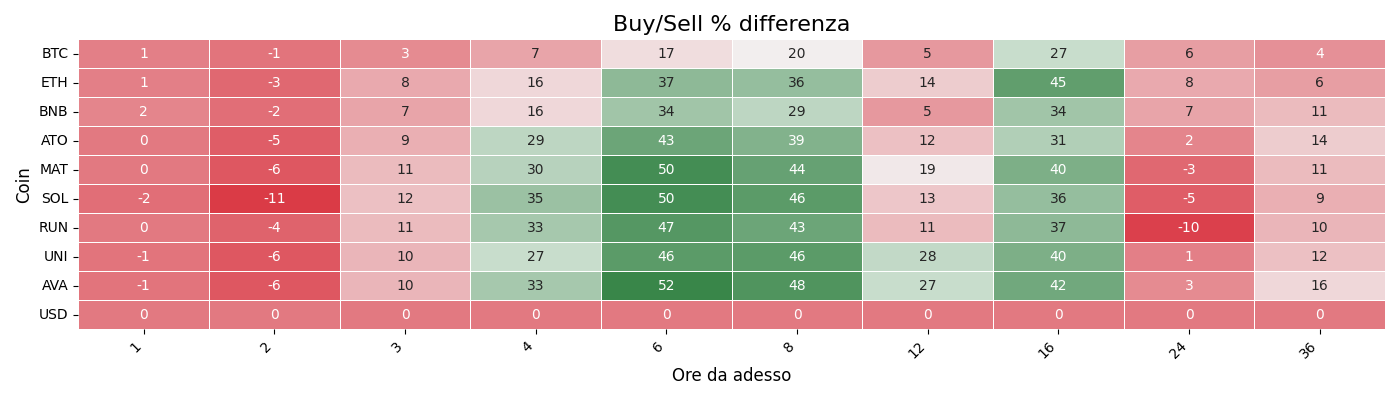 Buy/Sell % differenza
Coin
BTC 1 -1 3 7 17 20 5 27 6 4
ETH 1 -3 8 16 37 36 14 45 8 6
BNB 2 -2 7 16 34 29 5 34 7 11
ATO 0 -5 9 29 43 39 12 31 2 14
MAT 0 -6 11 30 50 44 19 40 -3 11
SOL -2 -11 12 35 50 46 13 36 -5 9
RUN 0 -4 11 33 47 43 11 37 -10 10
UNI -1 -6 10 27 46 46 28 40 1 12
AVA -1 -6 10 33 52 48 27 42 3 16
USD 0 0 0 0 0 0 0 0 0 0
1 2 3 4 6 8 12 16 24 36
Ore da adesso